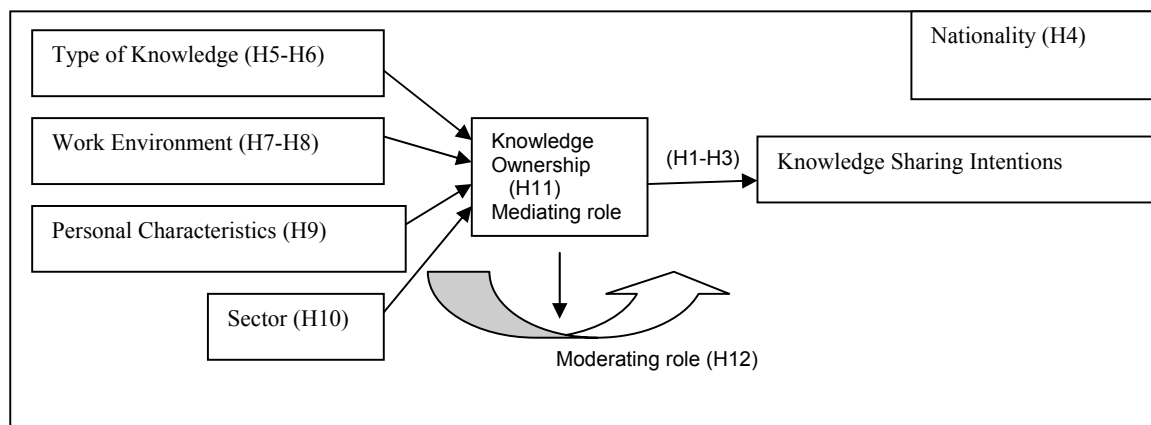 Type of Knowledge (H5-H6)
Nationality (H4)
Work Environment (H7-H8)
Knowledge
Ownership
(H11)
Mediating role
(H1-H3)
Knowledge Sharing Intentions
Personal Characteristics (H9)
Sector (H10)
Moderating role (H12)